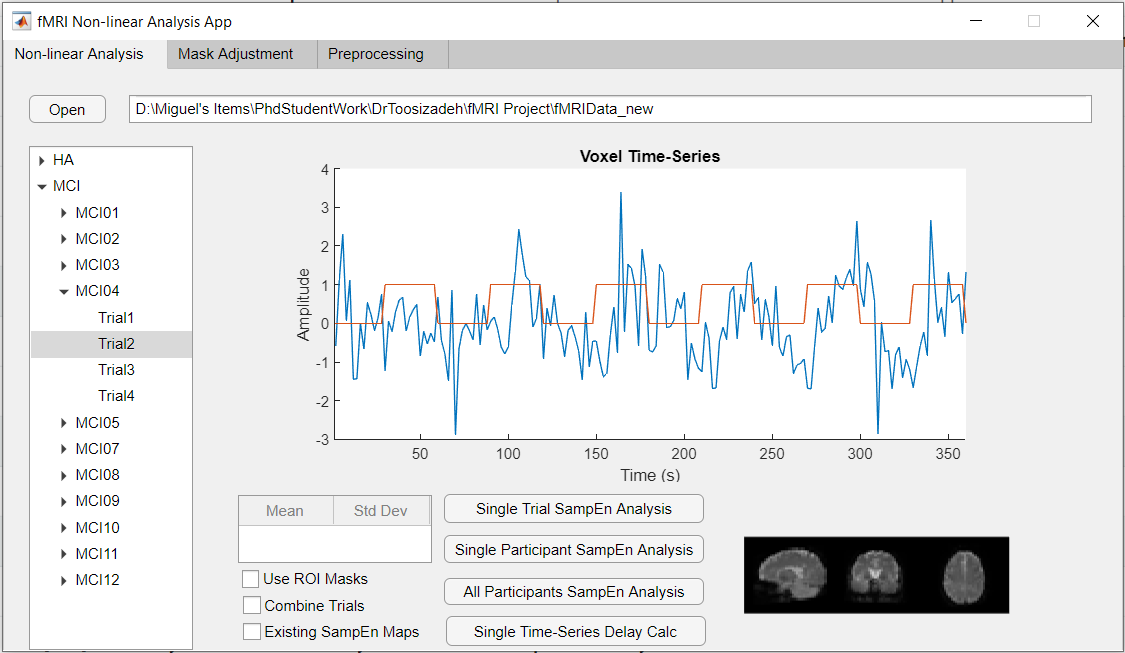 fMRI Non-linear Analysis App
Non-linear Analysis Mask Adjustment Preprocessing
Open D:\Miguel's Items\PhdStudentWork\DrToosizadeh\fMRI Project\fMRIData_new
HA
MCI
MCI01
MCI02
MCI03
MCI04
Trial1
Trial2
Trial3
Trial4
MCI05
MCI07
MCI08
MCI09
MCI10
MCI11
MCI12
Voxel Time-Series
Amplitude
4
3
2
1
0
-1
-2
-3
50 100 150 200 250 300 350
Time (s)
Mean Std Dev
Use ROI Masks
Combine Trials
Existing SampEn Maps
Single Trial SampEn Analysis
Single Participant SampEn Analysis
All Participants SampEn Analysis
Single Time-Series Delay Calc